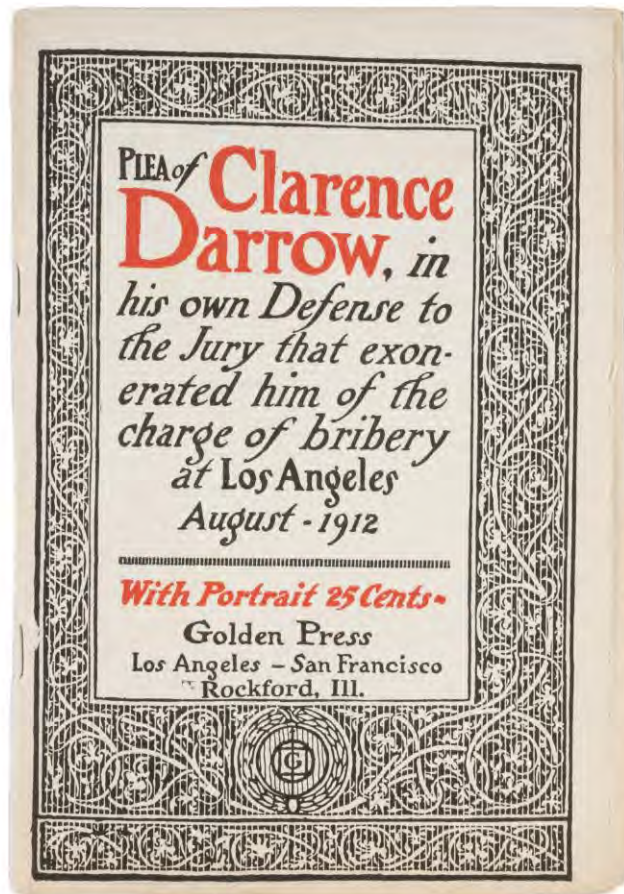 PLEA of Clarence
Darrow, in
his own Defense to
the Jury that exon-
erated him of the
charge of bribery
at Los Angeles
August - 1912
With Portrait 25 Cents-
Golden Press
Los Angeles - San Francisco
Rockford, Ill.
G